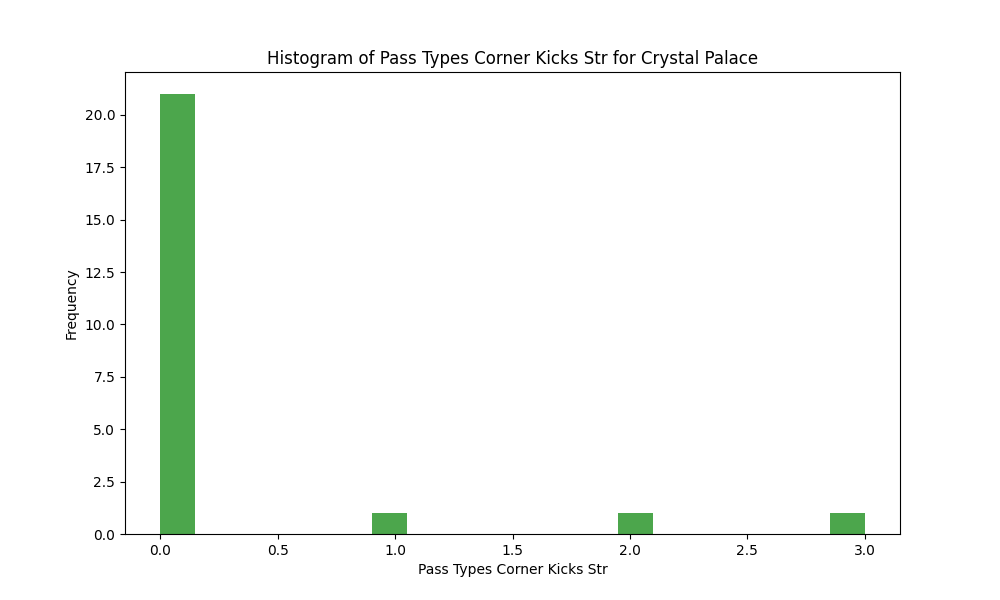 Histogram of Pass Types Corner Kicks Str for Crystal Palace
20.0
17.5
15.0
12.5
10.0
7.5
5.0
2.5
0.0
Frequency
0.0 0.5 1.0 1.5 2.0 2.5 3.0
Pass Types Corner Kicks Str